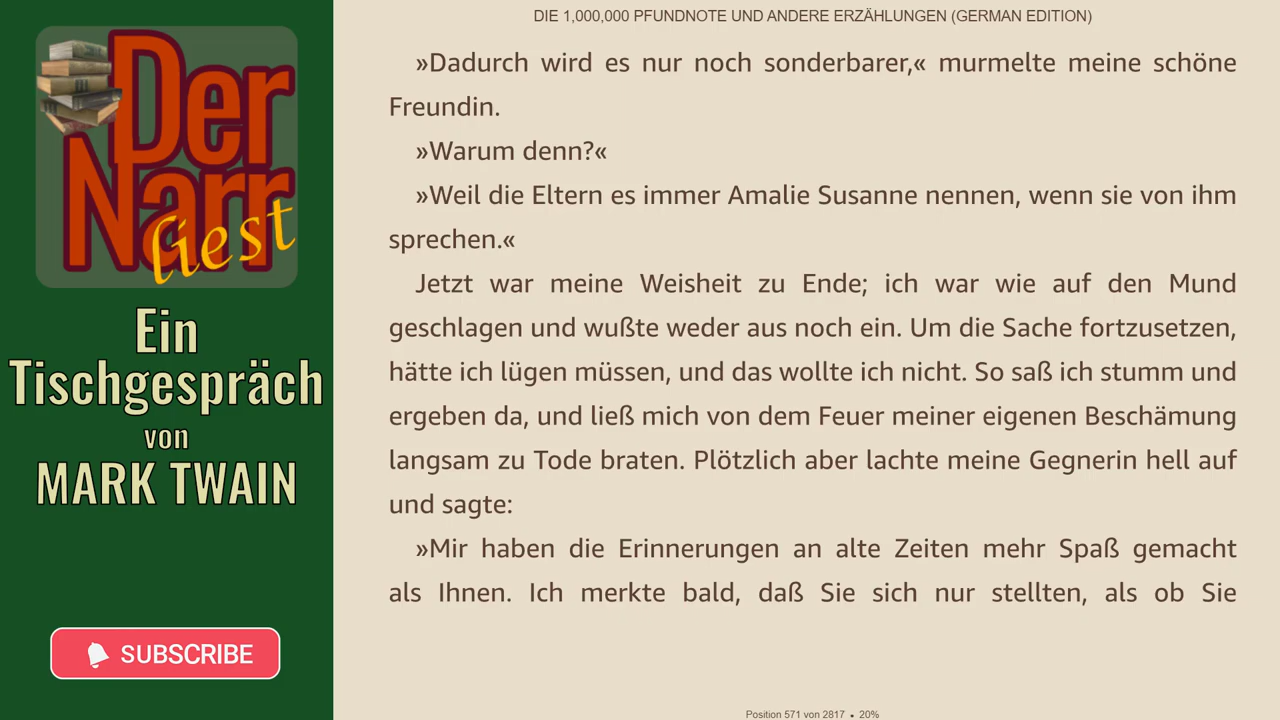 Der
Narr
liest
Ein
Tischgespräch
von
MARK TWAIN
SUBSCRIBE
DIE 1,000,000 PFUNDNOTE UND ANDERE ERZÄHLUNGEN (GERMAN EDITION)
»Dadurch wird es nur noch sonderbarer,« murmelte meine schöne
Freundin.
»Warum denn?«
»Weil die Eltern es immer Amalie Susanne nennen, wenn sie von ihm
sprechen.«
Jetzt war meine Weisheit zu Ende; ich war wie auf den Mund
geschlagen und wußte weder aus noch ein. Um die Sache fortzusetzen,
hätte ich lügen müssen, und das wollte ich nicht. So saß ich stumm und
ergeben da, und ließ mich von dem Feuer meiner eigenen Beschämung
langsam zu Tode braten. Plötzlich aber lachte meine Gegnerin hell auf
und sagte:
»Mir haben die Erinnerungen an alte Zeiten mehr Spaß gemacht
als Ihnen. Ich merkte bald, daß Sie sich nur stellten, als ob Sie
Position 571 von 2817 • 20%